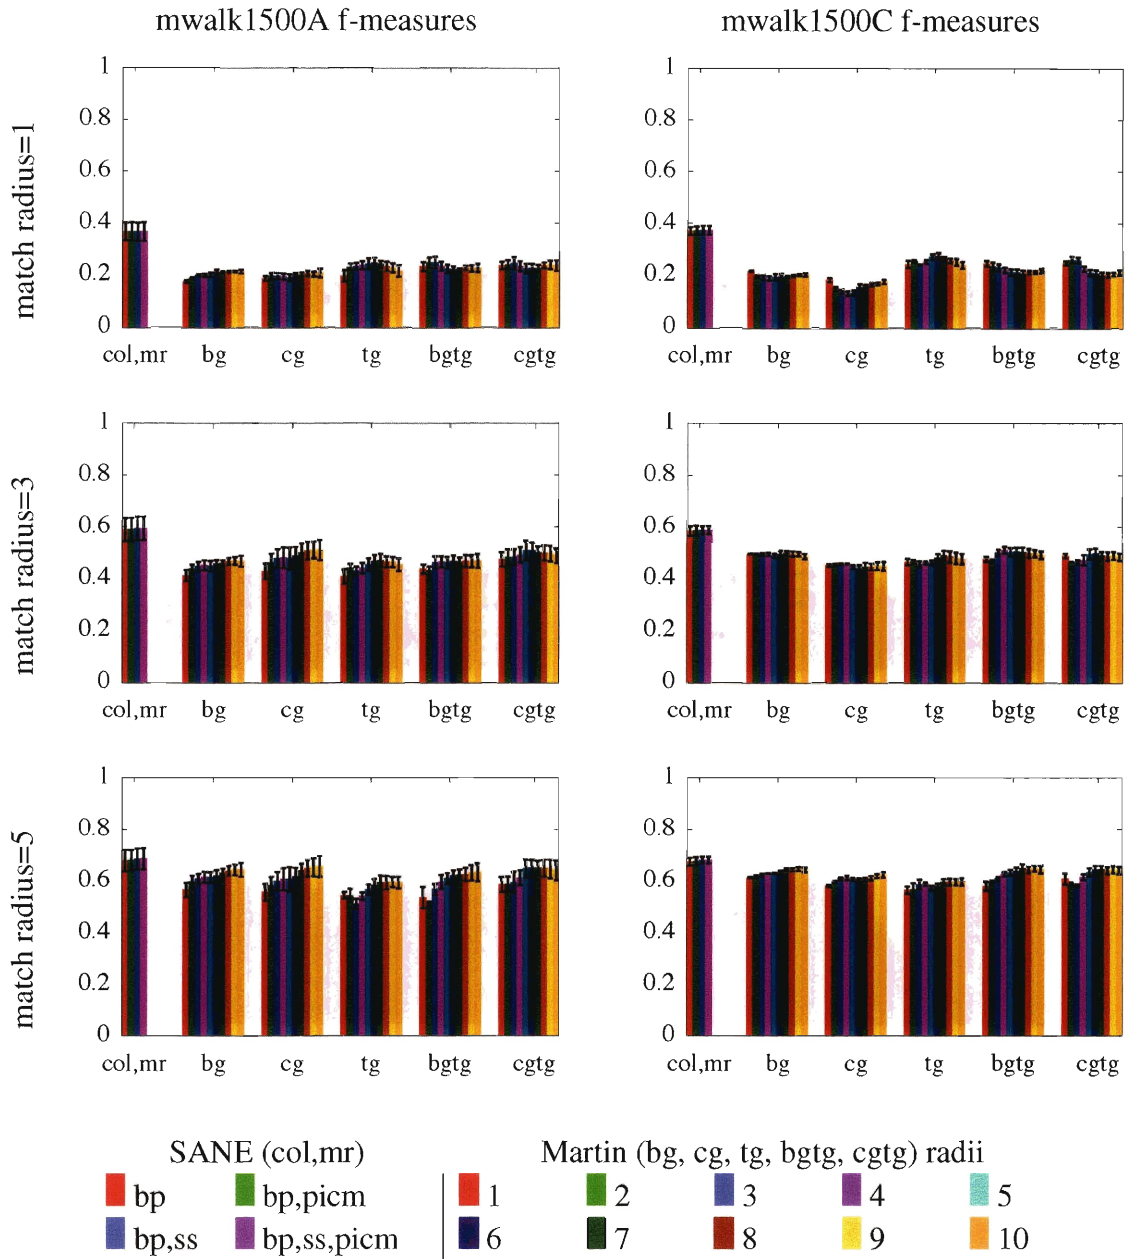 mwalk1500A f-measures
mwalk1500C f-measures
match radius=1
1
0.8
0.6
0.4
0.2
0
col,mr bg cg tg bgtg cgtg
1
0.8
0.6
0.4
0.2
0
col,mr bg cg tg bgtg cgtg
match radius=3
1
0.8
0.6
0.4
0.2
0
col,mr bg cg tg bgtg cgtg
1
0.8
0.6
0.4
0.2
0
col,mr bg cg tg bgtg cgtg
match radius=5
1
0.8
0.6
0.4
0.2
0
col,mr bg cg tg bgtg cgtg
1
0.8
0.6
0.4
0.2
0
col,mr bg cg tg bgtg cgtg
SANE (col,mr)
bp bp,picm
bp,ss bp,ss,picm
Martin (bg, cg, tg, bgtg, cgtg) radii
1 2 3 4 5
6 7 8 9 10